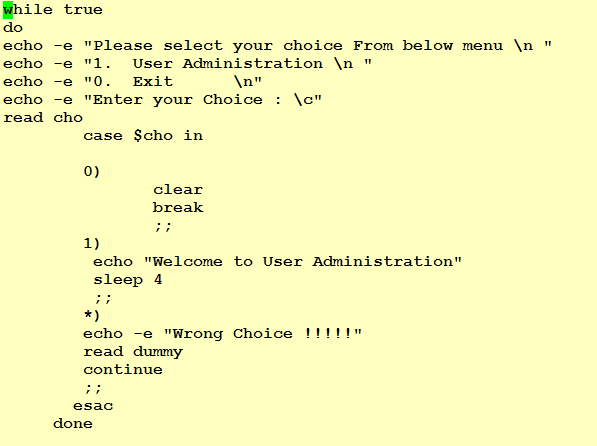 while true
do
echo -e "Please select your choice From below menu \n "
echo -e "1.  User Administration \n "
echo -e "0.  Exit      \n"
echo -e "Enter your Choice : \c"
read cho
        case $cho in

        0)
               clear
               break
               ;;
        1)
         echo "Welcome to User Administration"
         sleep 4
         ;;
        *)
        echo -e "Wrong Choice !!!!!"
        read dummy
        continue
        ;;
       esac
     done